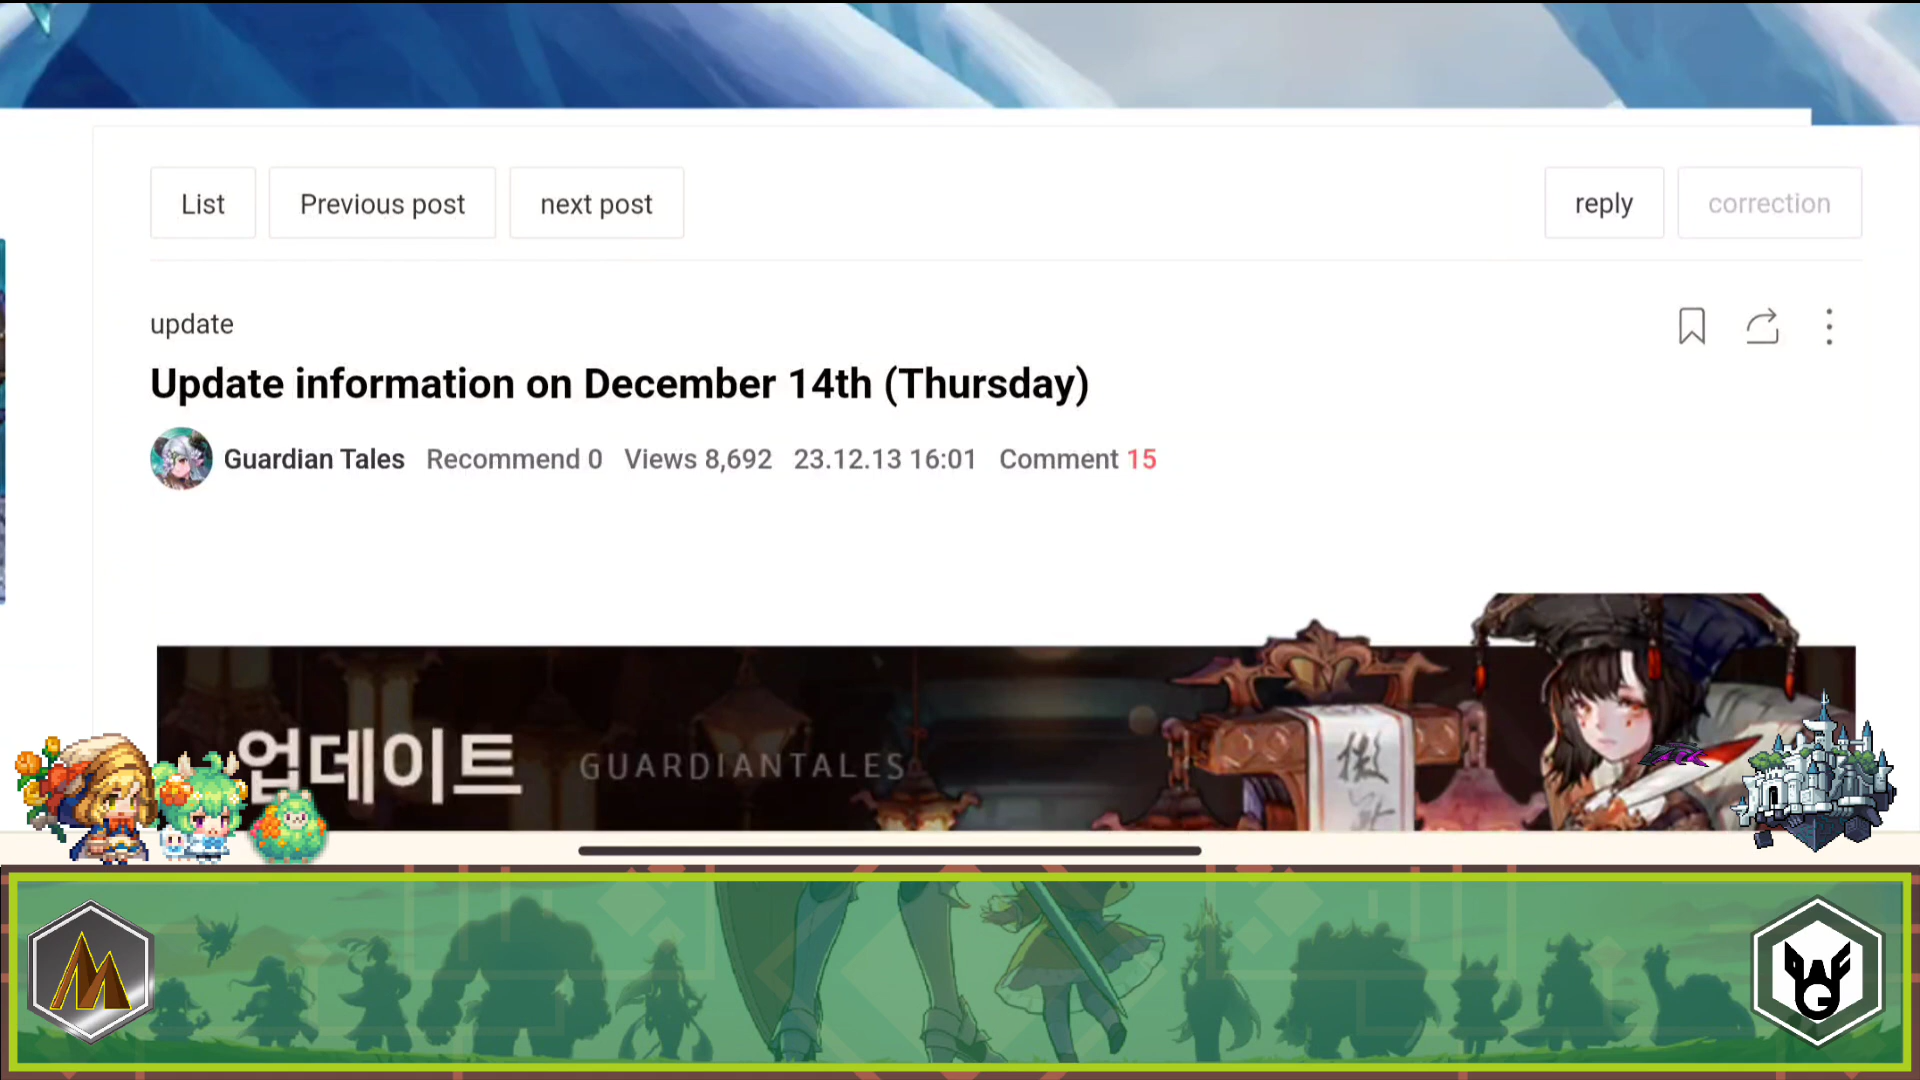 List Previous post next post reply correction
update
Update information on December 14th (Thursday)
Guardian Tales Recommend 0 Views 8,692 23.12.13 16:01 Comment 15
업데이트 GUARDIANTALES